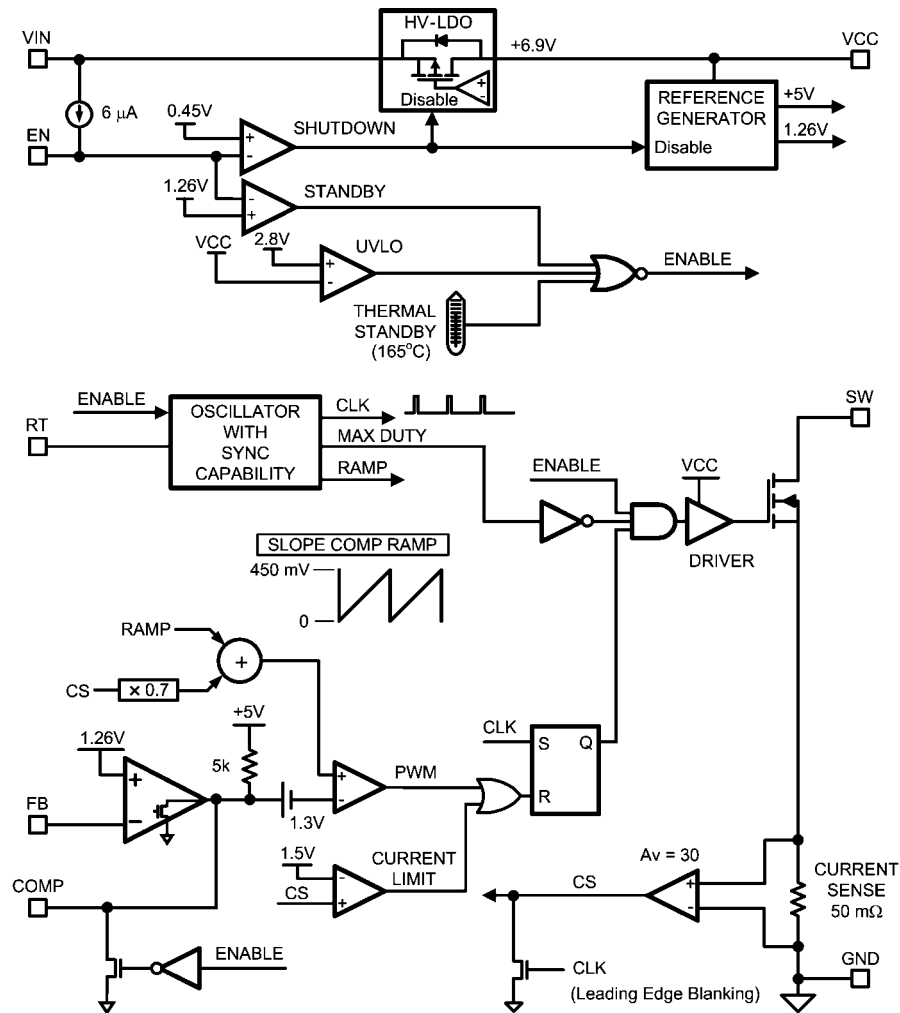 HV-LDO
VIN
+6.9V
VCC
Disable
6 µA
REFERENCE
GENERATOR
Disable
+5V
1.26V
0.45V
SHUTDOWN
+
-
EN
1.26V
STANDBY
-
+
VCC
2.8V
UVLO
+
-
ENABLE
THERMAL
STANDBY
(165°C)
ENABLE
OSCILLATOR
WITH
SYNC
CAPABILITY
CLK
MAX DUTY
RAMP
RT
SW
ENABLE
VCC
DRIVER
SLOPE COMP RAMP
450 mV
0
RAMP
+
CS
× 0.7
+5V
5k
1.26V
+
−
FB
1.3V
+
-
PWM
CLK
S
Q
R
1.5V
CS
-
+
CURRENT
LIMIT
COMP
ENABLE
Av = 30
CS
+
-
CURRENT
SENSE
50 mΩ
CLK
(Leading Edge Blanking)
GND